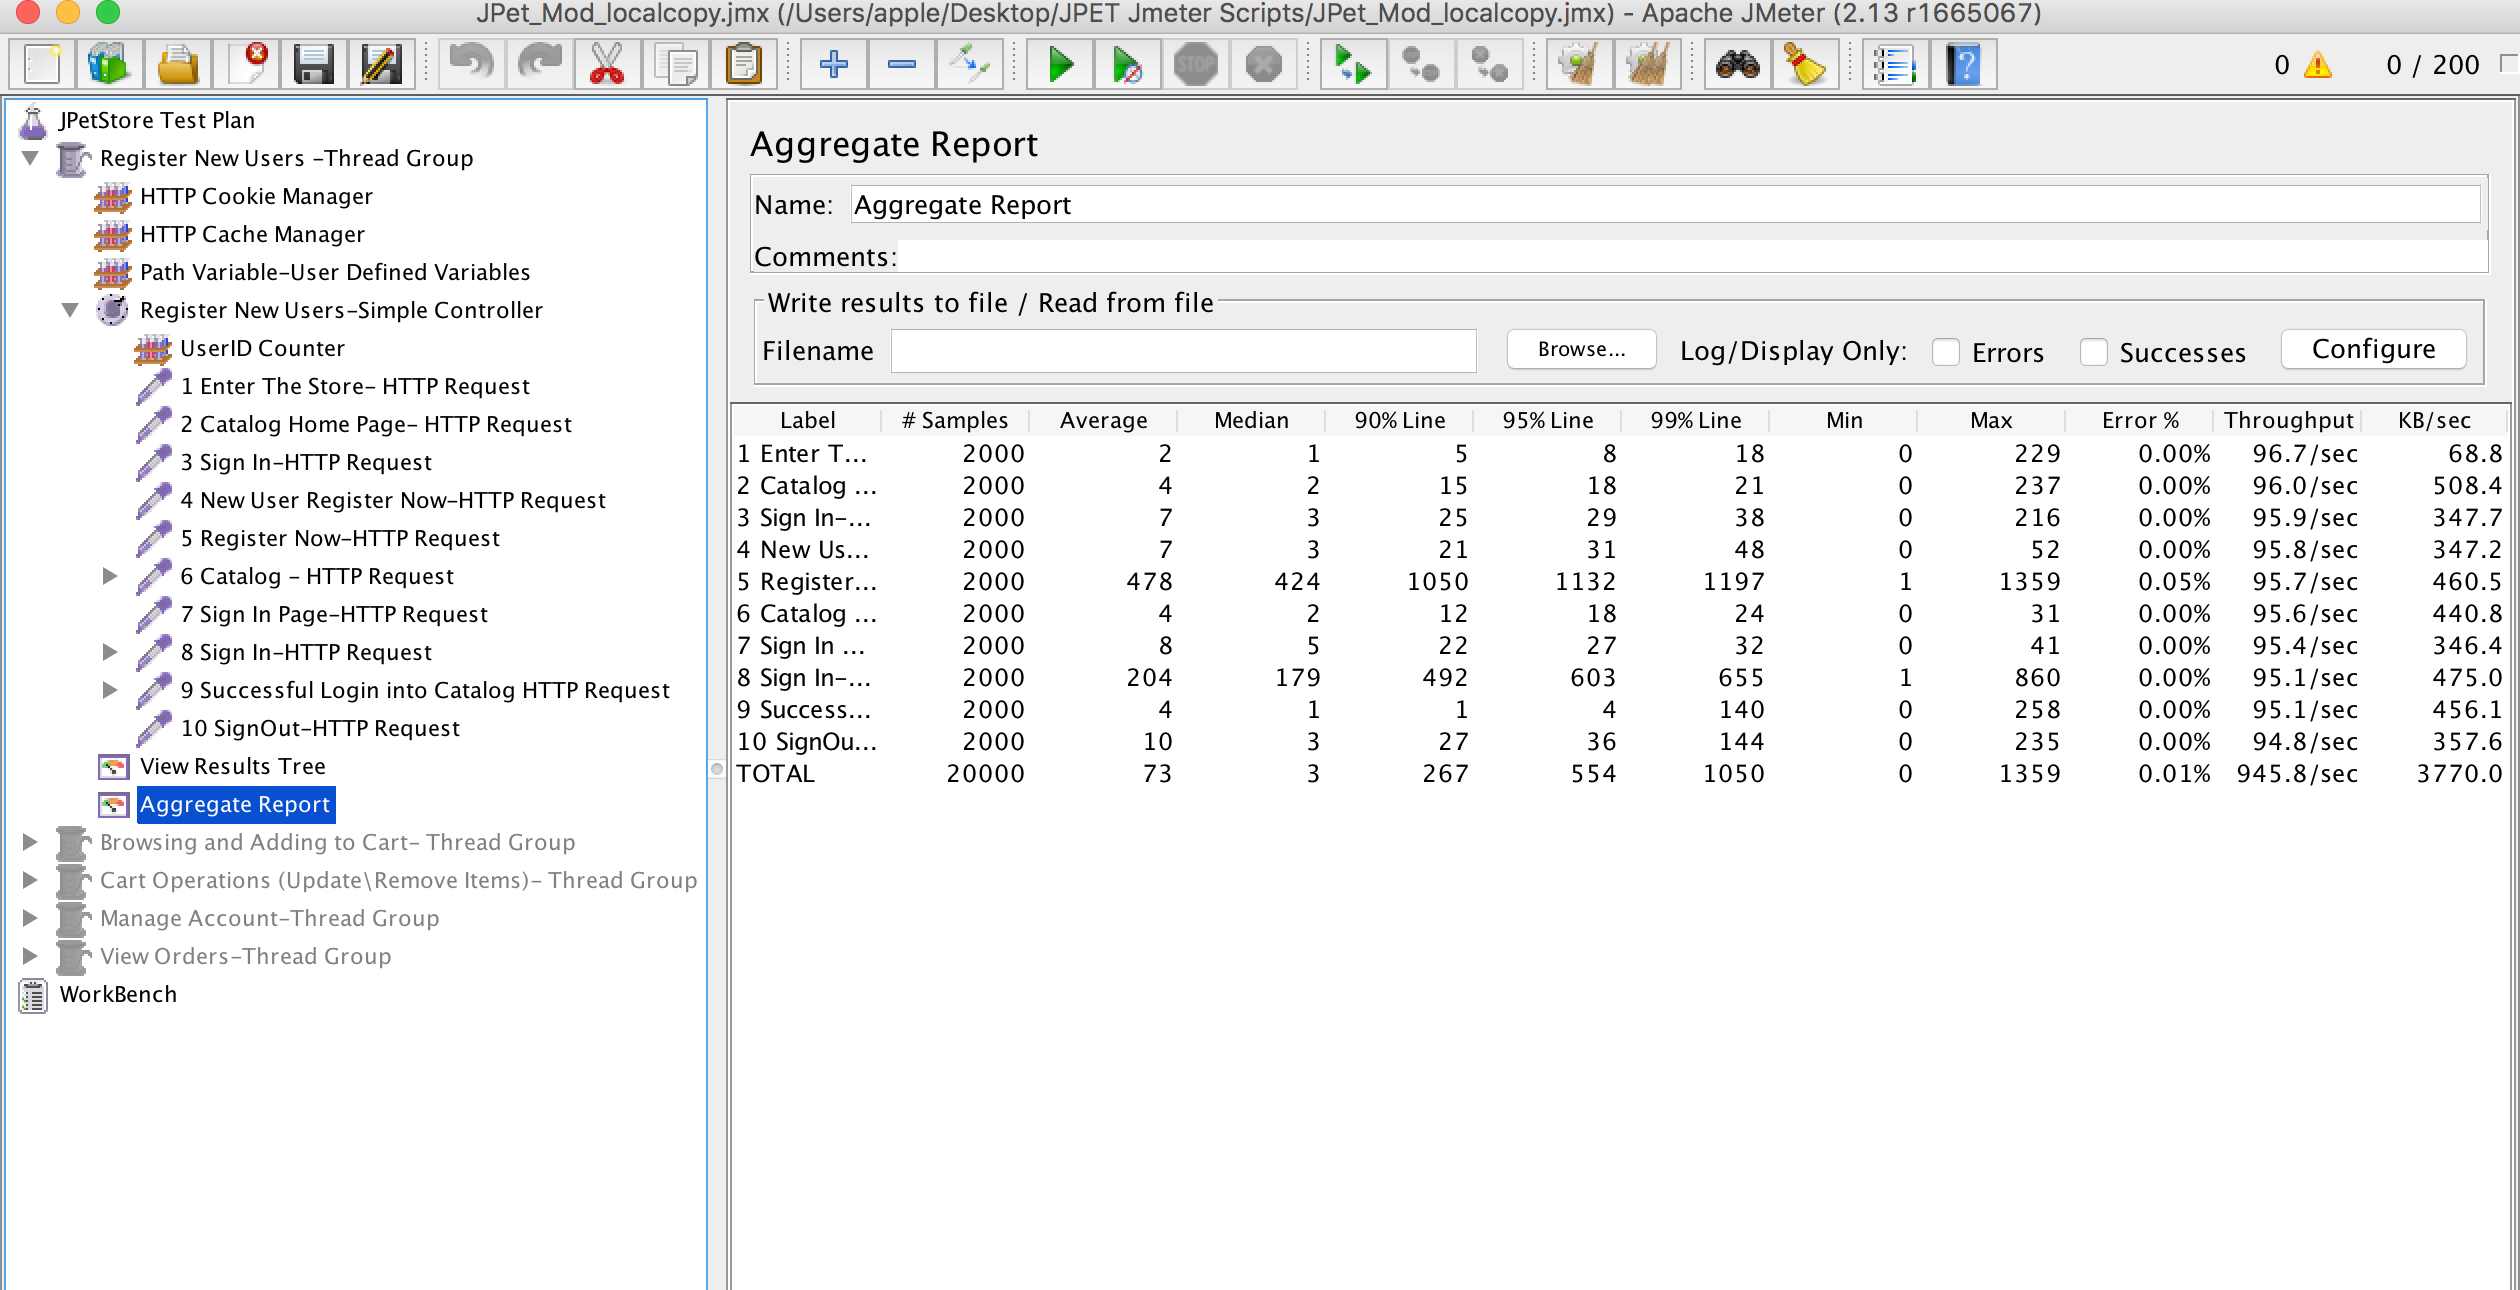 JPet_Mod_localcopy.jmx (/Users/apple/Desktop/JPET Jmeter Scripts/JPet_Mod_localcopy.jmx) - Apache JMeter (2.13 r1665067)
STOP
0 0 / 200
JPetStore Test Plan
Register New Users -Thread Group
HTTP Cookie Manager
HTTP Cache Manager
Path Variable-User Defined Variables
Register New Users-Simple Controller
UserID Counter
1 Enter The Store- HTTP Request
2 Catalog Home Page- HTTP Request
3 Sign In-HTTP Request
4 New User Register Now-HTTP Request
5 Register Now-HTTP Request
6 Catalog - HTTP Request
7 Sign In Page-HTTP Request
8 Sign In-HTTP Request
9 Successful Login into Catalog HTTP Request
10 SignOut-HTTP Request
View Results Tree
Aggregate Report
Browsing and Adding to Cart- Thread Group
Cart Operations (Update\Remove Items)- Thread Group
Manage Account-Thread Group
View Orders-Thread Group
WorkBench
Aggregate Report
Name: Aggregate Report
Comments:
Write results to file / Read from file
Filename Browse... Log/Display Only: Errors Successes Configure
Label # Samples Average Median 90% Line 95% Line 99% Line Min Max Error % Throughput KB/sec
1 Enter T... 2000 2 1 5 8 18 0 229 0.00% 96.7/sec 68.8
2 Catalog ... 2000 4 2 15 18 21 0 237 0.00% 96.0/sec 508.4
3 Sign In-... 2000 7 3 25 29 38 0 216 0.00% 95.9/sec 347.7
4 New Us... 2000 7 3 21 31 48 0 52 0.00% 95.8/sec 347.2
5 Register... 2000 478 424 1050 1132 1197 1 1359 0.05% 95.7/sec 460.5
6 Catalog ... 2000 4 2 12 18 24 0 31 0.00% 95.6/sec 440.8
7 Sign In ... 2000 8 5 22 27 32 0 41 0.00% 95.4/sec 346.4
8 Sign In-... 2000 204 179 492 603 655 1 860 0.00% 95.1/sec 475.0
9 Success... 2000 4 1 1 4 140 0 258 0.00% 95.1/sec 456.1
10 SignOu... 2000 10 3 27 36 144 0 235 0.00% 94.8/sec 357.6
TOTAL 20000 73 3 267 554 1050 0 1359 0.01% 945.8/sec 3770.0